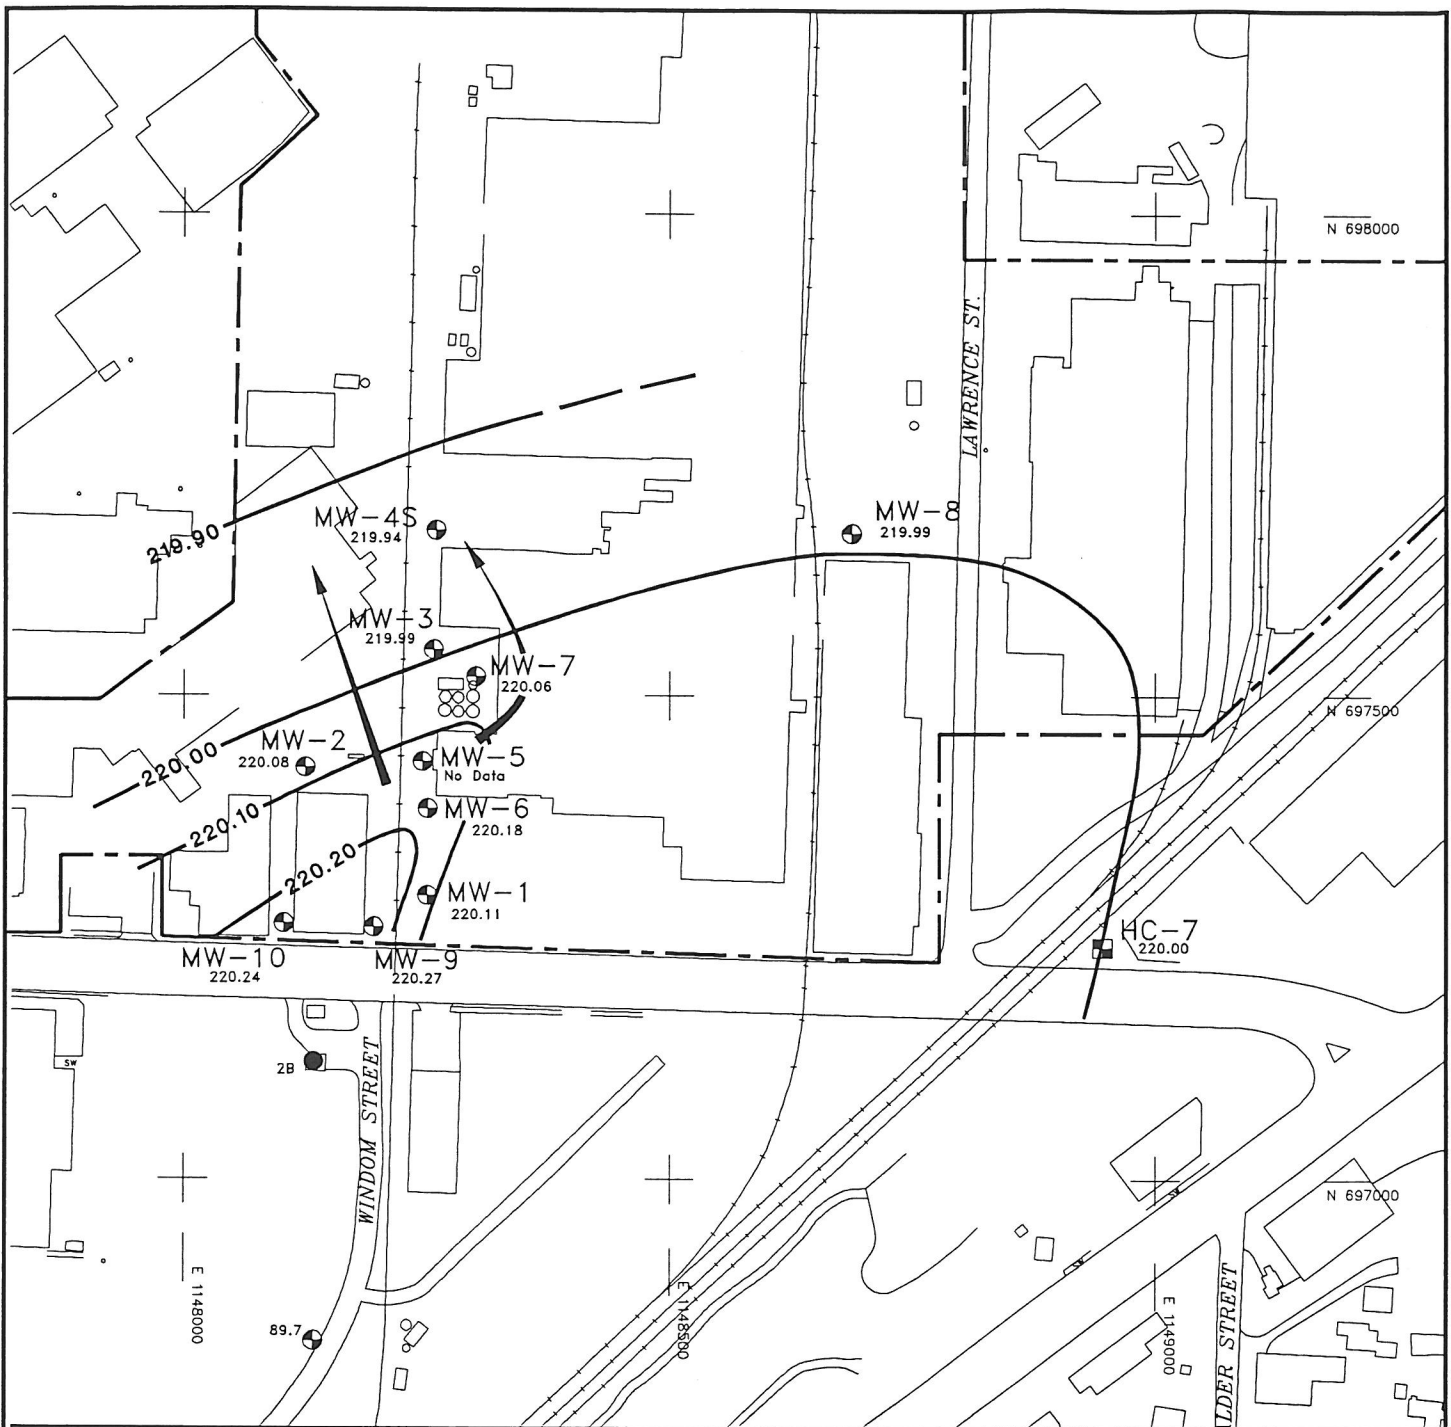 N 698000
LAWRENCE ST.
219.90
MW-4S
219.94
MW-8
219.99
MW-3
219.99
MW-7
220.06
N 697500
220.00
MW-2
220.08
MW-5
No Data
220.10
MW-6
220.18
220.20
MW-1
220.11
HC-7
220.00
MW-10
220.24
MW-9
220.27
SW
2B
WINDOM STREET
SW
N 697000
SW
E 1148000
E 1148500
E 1149000
89.7
LDER STREET